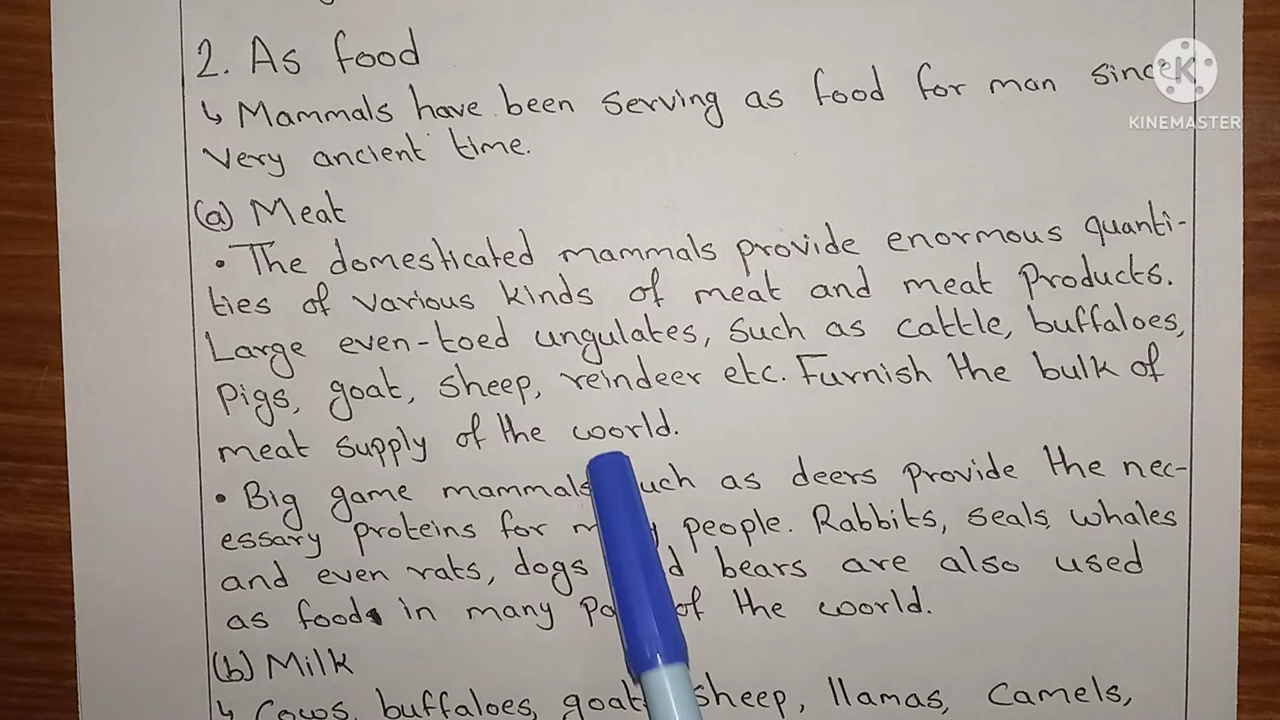 2. As food
↳ Mammals have been serving as food for man since
very ancient time.
(a) Meat
• The domesticated mammals provide enormous quanti-
ties of various kinds of meat and meat products.
Large even-toed ungulates, such as cattle, buffaloes,
Pigs, goat, sheep, reindeer etc. Furnish the bulk of
meat supply of the world.
• Big game mammals uch as deers provide the nec-
essary proteins for people. Rabbits, seals, whales
and even rats, dogs bears are also used
as food in many of the world.
(b) Milk
↳ Cows, buffaloes, goat sheep, llamas, camels,
KINEMASTER